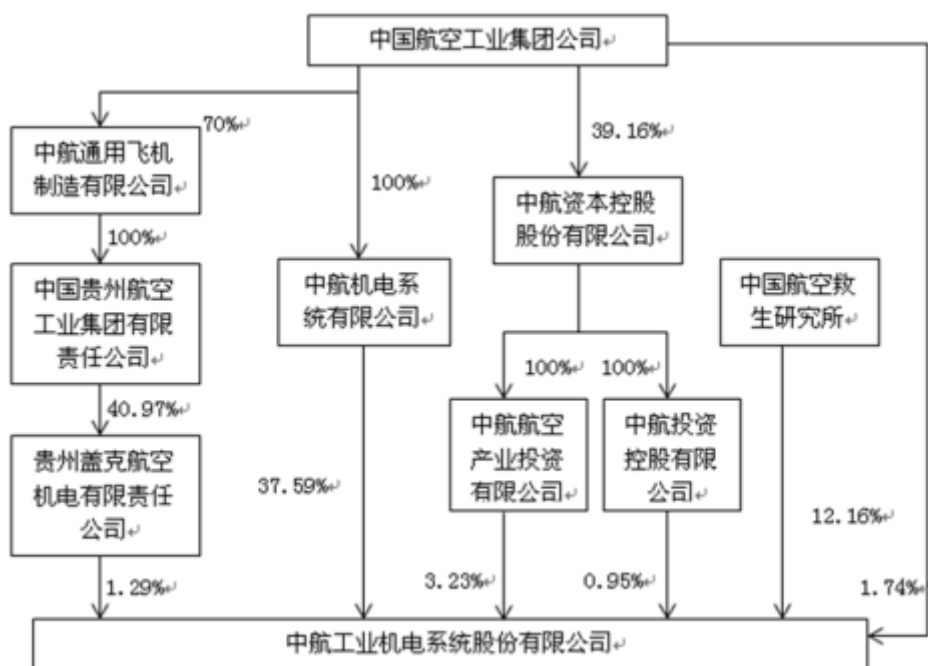 中国航空工业集团公司
70%
39.16%
中航通用飞机
制造有限公司
100%
中航资本控股
股份有限公司
100%
中国贵州航空
工业集团有限
责任公司
中航机电系
统有限公司
中国航空救
生研究所
100%
100%
40.97%
中航航空
产业投资
有限公司
中航投资
控股有限
公司
贵州盖克航空
机电有限责任
公司
37.59%
12.16%
1.29%
3.23%
0.95%
1.74%
中航工业机电系统股份有限公司